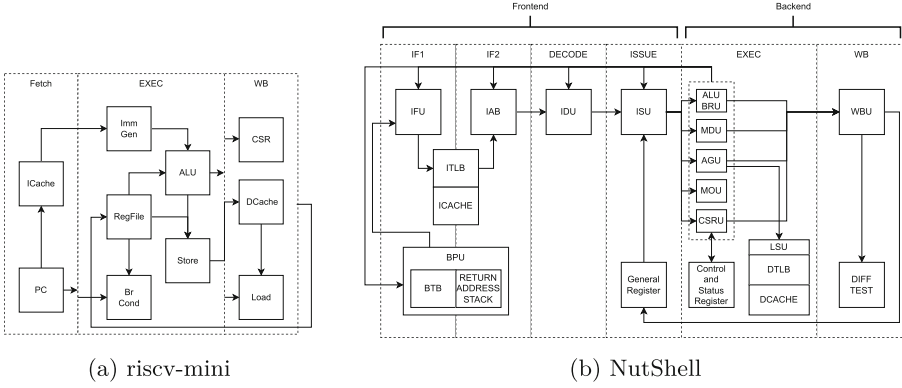 Fetch
EXEC
WB
Imm
Gen
CSR
ICache
ALU
RegFile
DCache
Store
PC
Br
Cond
Load
(a) riscv-mini
Frontend
Backend
IF1
IF2
DECODE
ISSUE
EXEC
WB
IFU
IAB
IDU
ISU
ALU
BRU
MDU
AGU
MOU
CSRU
WBU
ITLB
ICACHE
BPU
BTB
RETURN
ADDRESS
STACK
General
Register
Control
and
Status
Register
LSU
DTLB
DCACHE
DIFF
TEST
(b) NutShell